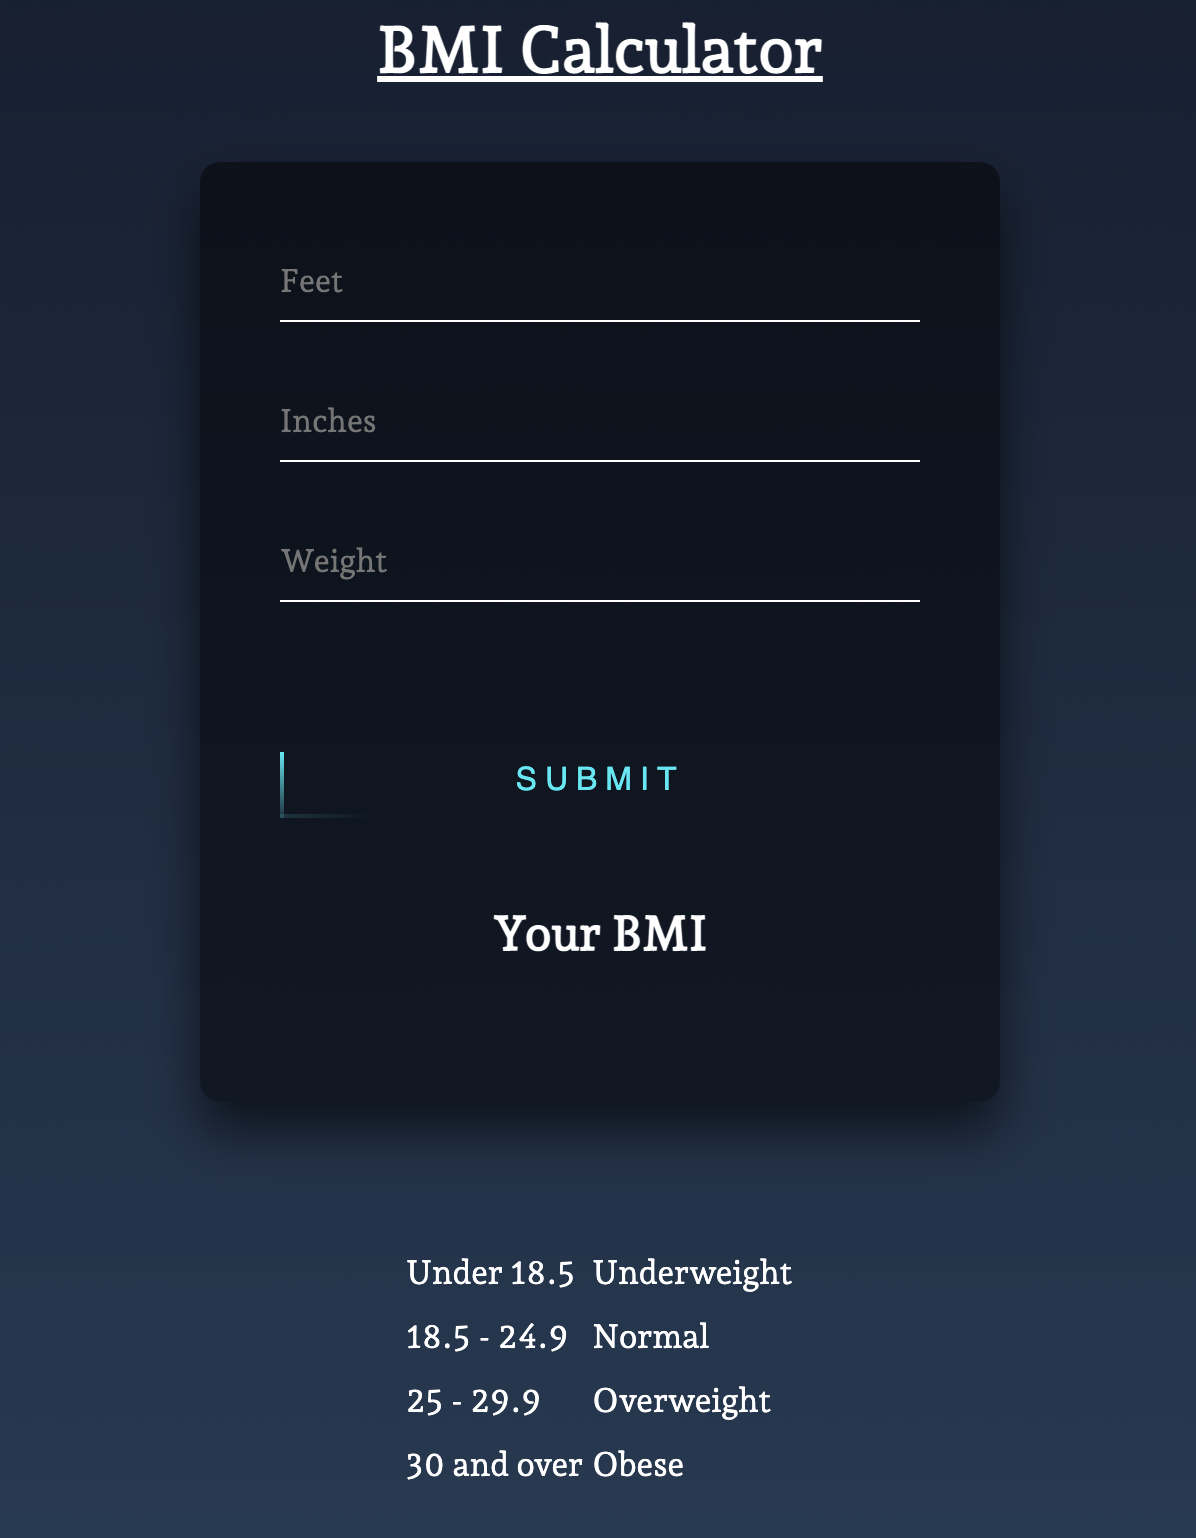 BMI Calculator
Feet
Inches
Weight
SUBMIT
Your BMI
Under 18.5 Underweight
18.5 - 24.9 Normal
25 - 29.9 Overweight
30 and over Obese